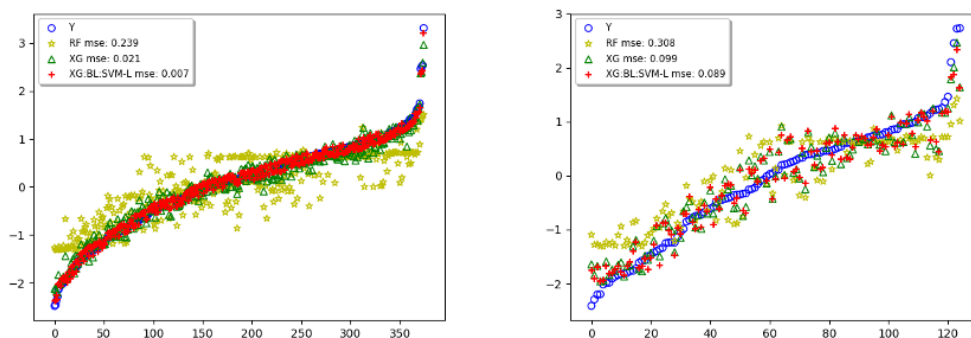 Y
RF mse: 0.239
XG mse: 0.021
XG:BL:SVM-L mse: 0.007
3
2
1
0
−1
−2
0 50 100 150 200 250 300 350
Y
RF mse: 0.308
XG mse: 0.099
XG:BL:SVM-L mse: 0.089
3
2
1
0
−1
−2
0 20 40 60 80 100 120